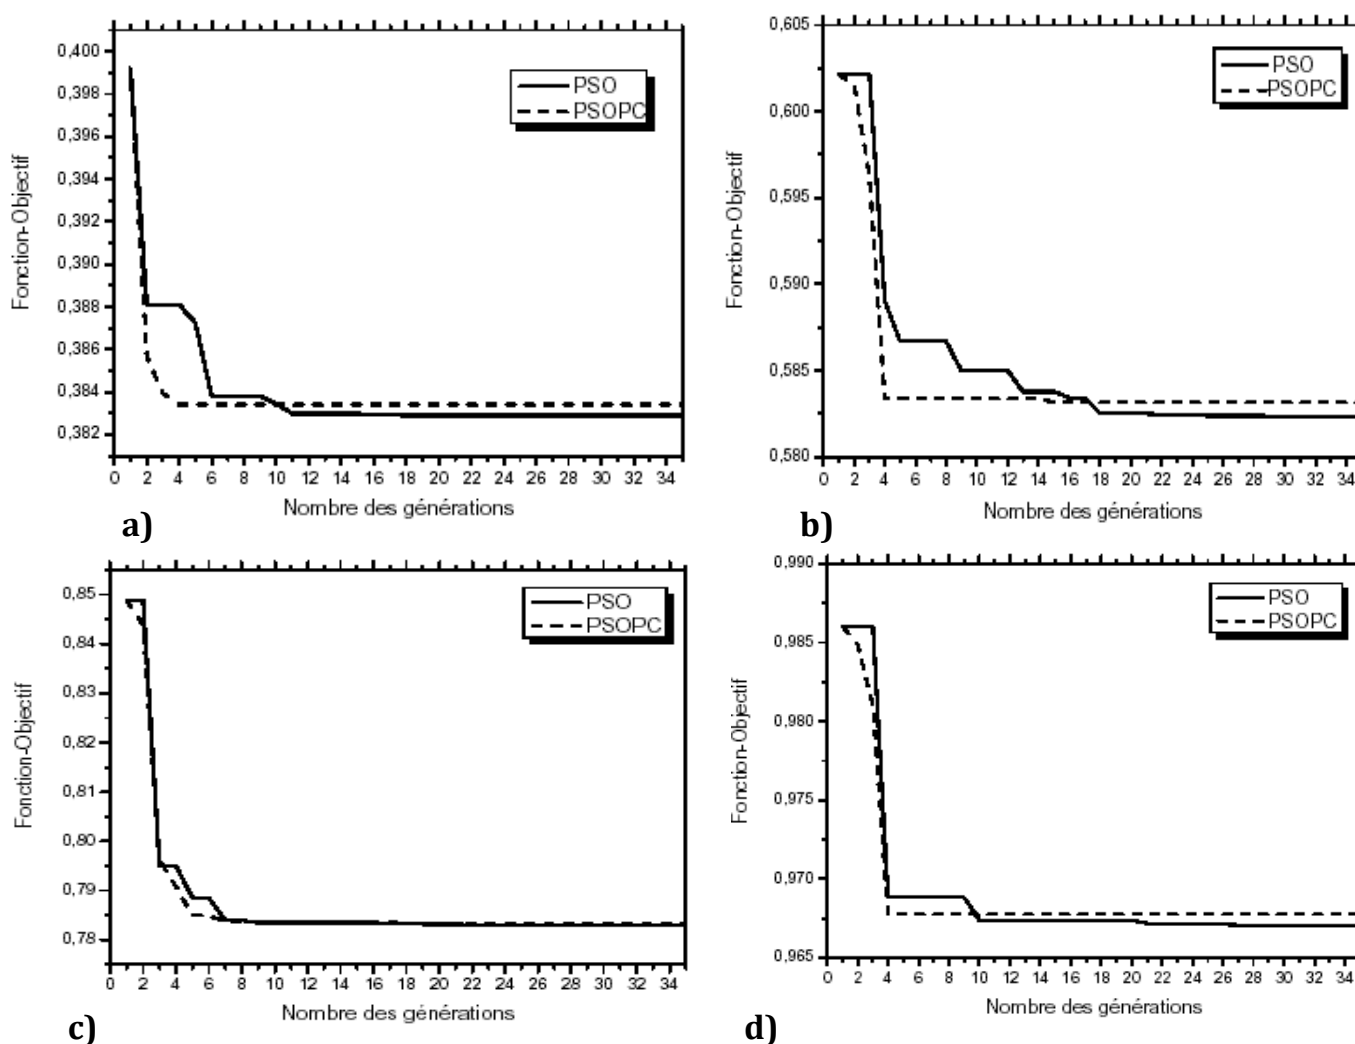 0,400
0,398
0,396
0,394
0,392
0,390
0,388
0,386
0,384
0,382
Fonction-Objectif
PSO
PSOPC
0 2 4 6 8 10 12 14 16 18 20 22 24 26 28 30 32 34
Nombre des générations
a)
0,605
0,600
0,595
0,590
0,585
0,580
Fonction-Objectif
PSO
PSOPC
0 2 4 6 8 10 12 14 16 18 20 22 24 26 28 30 32 34
Nombre des générations
b)
0,85
0,84
0,83
0,82
0,81
0,80
0,79
0,78
Fonction-Objectif
PSO
PSOPC
0 2 4 6 8 10 12 14 16 18 20 22 24 26 28 30 32 34
Nombre des générations
c)
0,990
0,985
0,980
0,975
0,970
0,965
Fonction-Objectif
PSO
PSOPC
0 2 4 6 8 10 12 14 16 18 20 22 24 26 28 30 32 34
Nombre des générations
d)